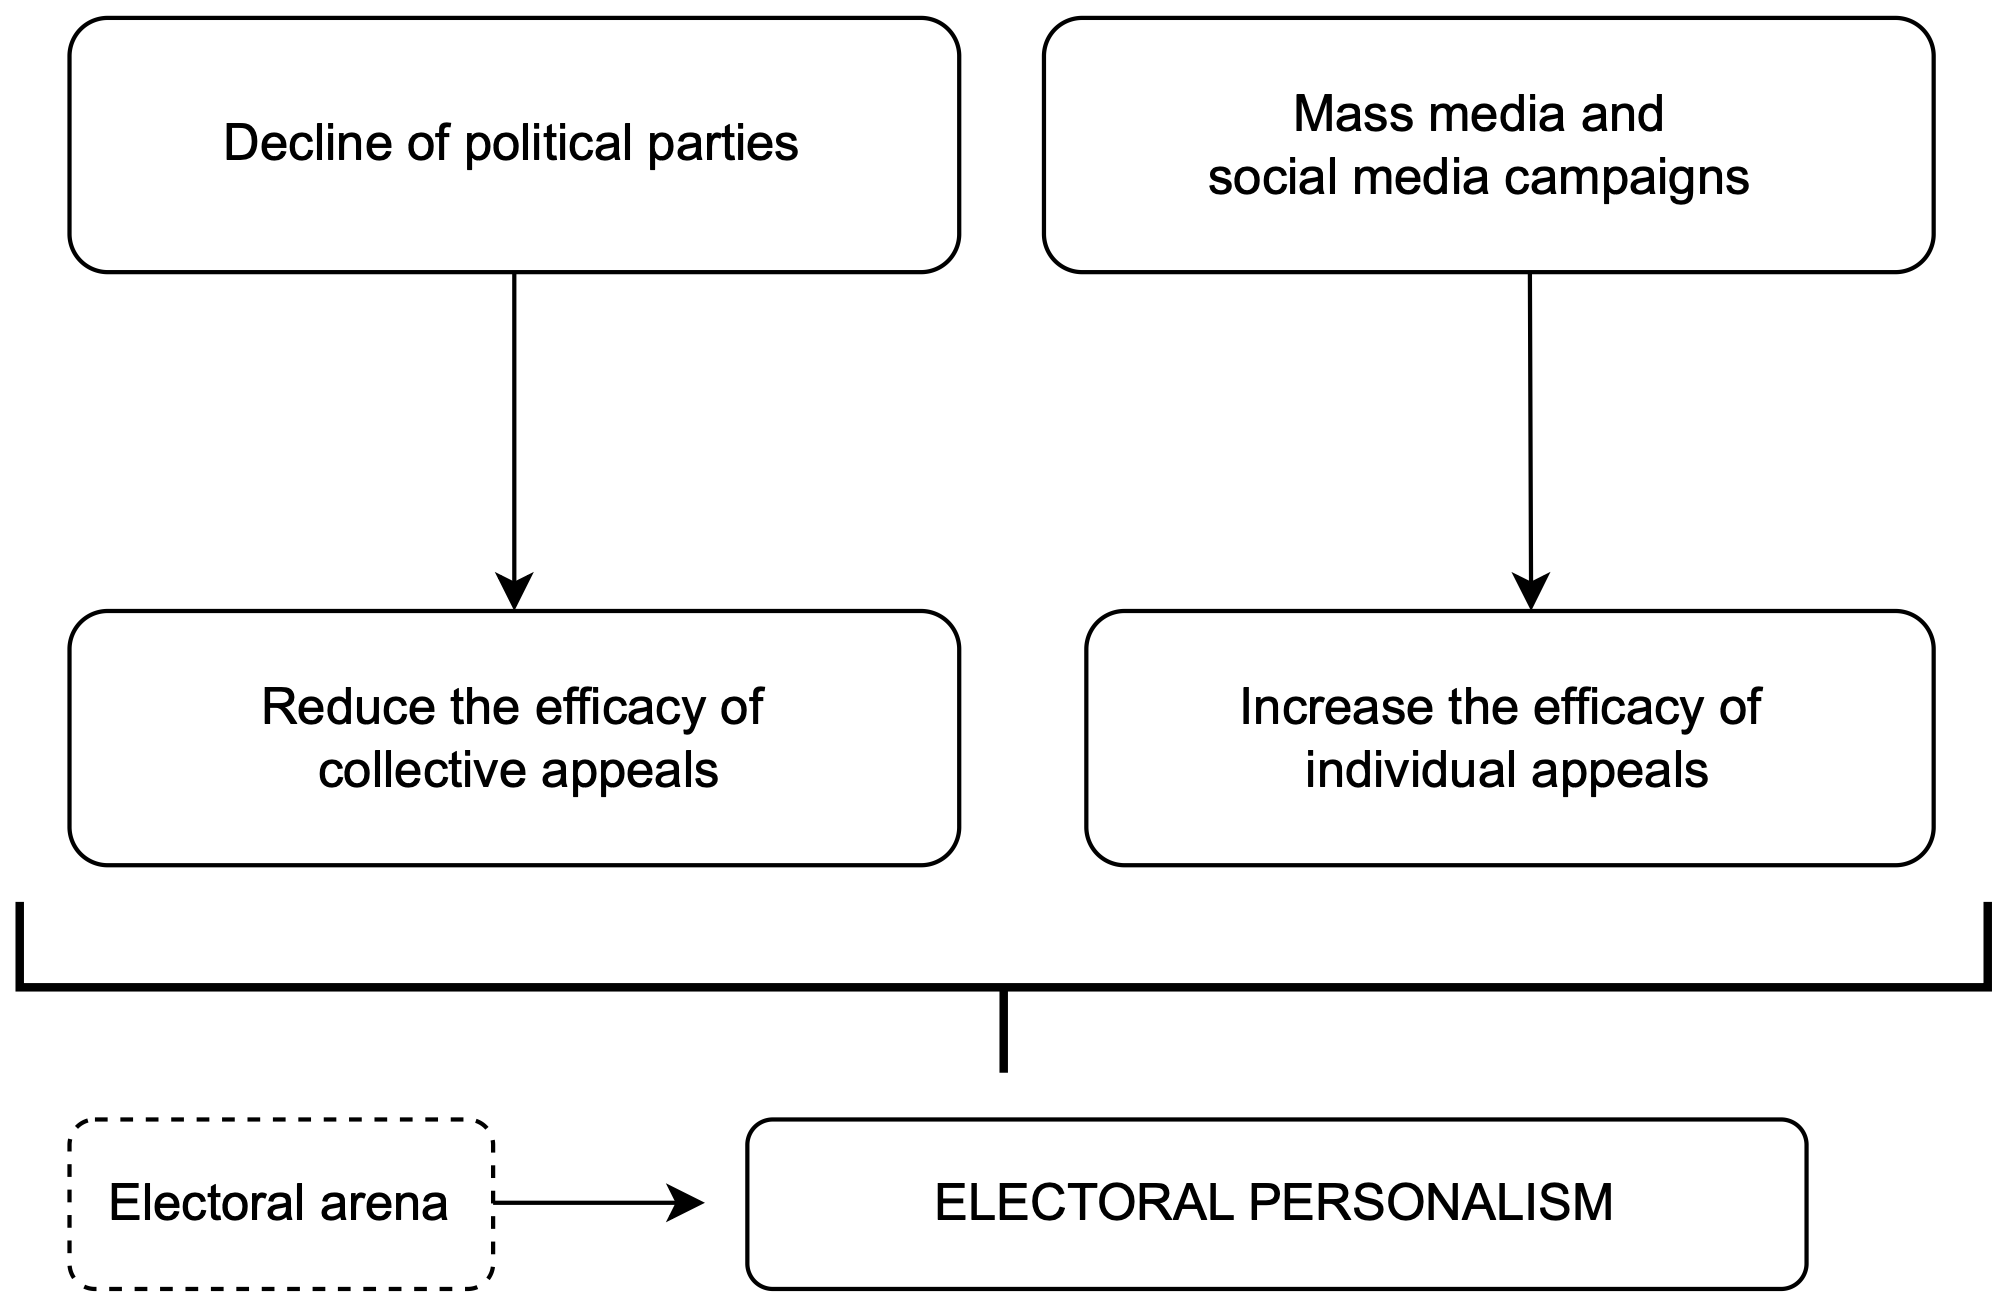 Decline of political parties
Mass media and
social media campaigns
Reduce the efficacy of
collective appeals
Increase the efficacy of
individual appeals
Electoral arena
ELECTORAL PERSONALISM